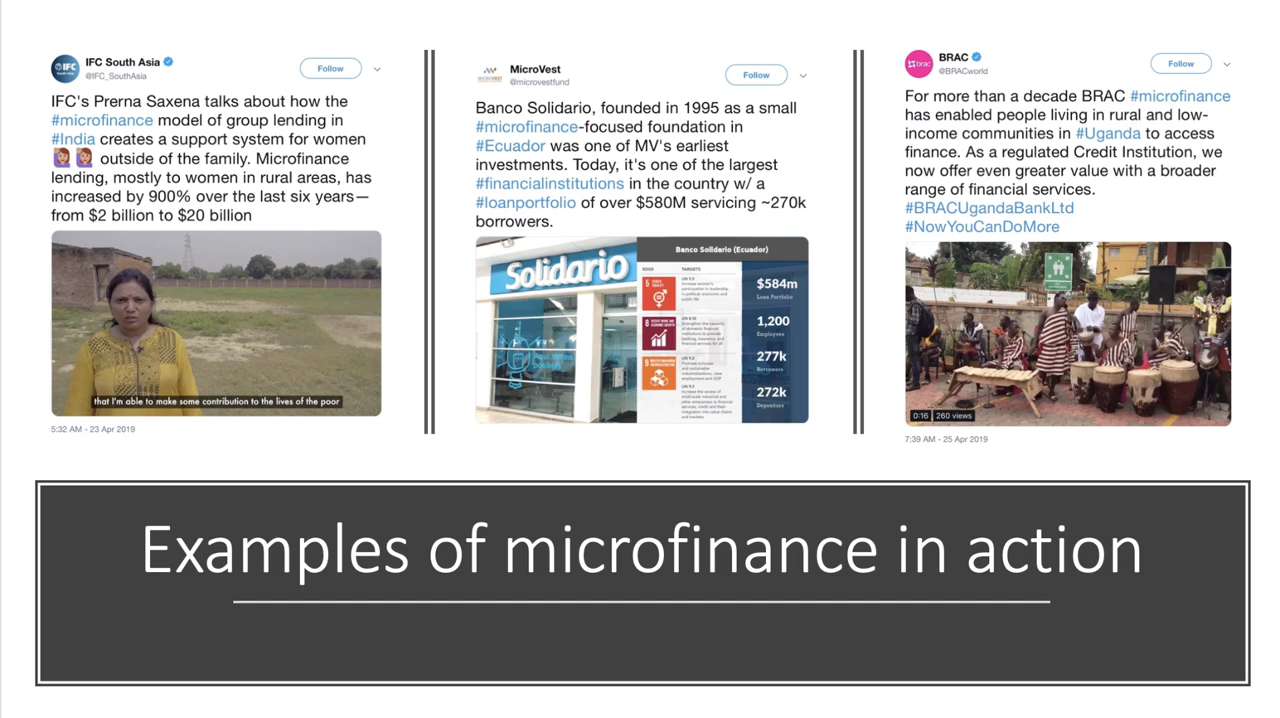 IFC South Asia
@IFC_SouthAsia
Follow
IFC's Prerna Saxena talks about how the
#microfinance model of group lending in
#India creates a support system for women
🙋🏽 🙋🏽 outside of the family. Microfinance
lending, mostly to women in rural areas, has
increased by 900% over the last six years—
from $2 billion to $20 billion
IFC
that I'm able to make some contribution to the lives of the poor
5:32 AM - 23 Apr 2019
MicroVest
@microvestfund
Follow
Banco Solidario, founded in 1995 as a small
#microfinance-focused foundation in
#Ecuador was one of MV's earliest
investments. Today, it's one of the largest
#financialinstitutions in the country w/ a
#loanportfolio of over $580M servicing ~270k
borrowers.
Solidario
Banco Solidario (Ecuador)
TARGETS
$584m
Loan Portfolio
1,200
Employees
277k
Borrowers
272k
Depositors
BRAC
@BRACworld
Follow
brac
For more than a decade BRAC #microfinance
has enabled people living in rural and low-
income communities in #Uganda to access
finance. As a regulated Credit Institution, we
now offer even greater value with a broader
range of financial services.
#BRACUgandaBankLtd
#NowYouCanDoMore
0:16 260 views
7:39 AM - 25 Apr 2019
Examples of microfinance in action